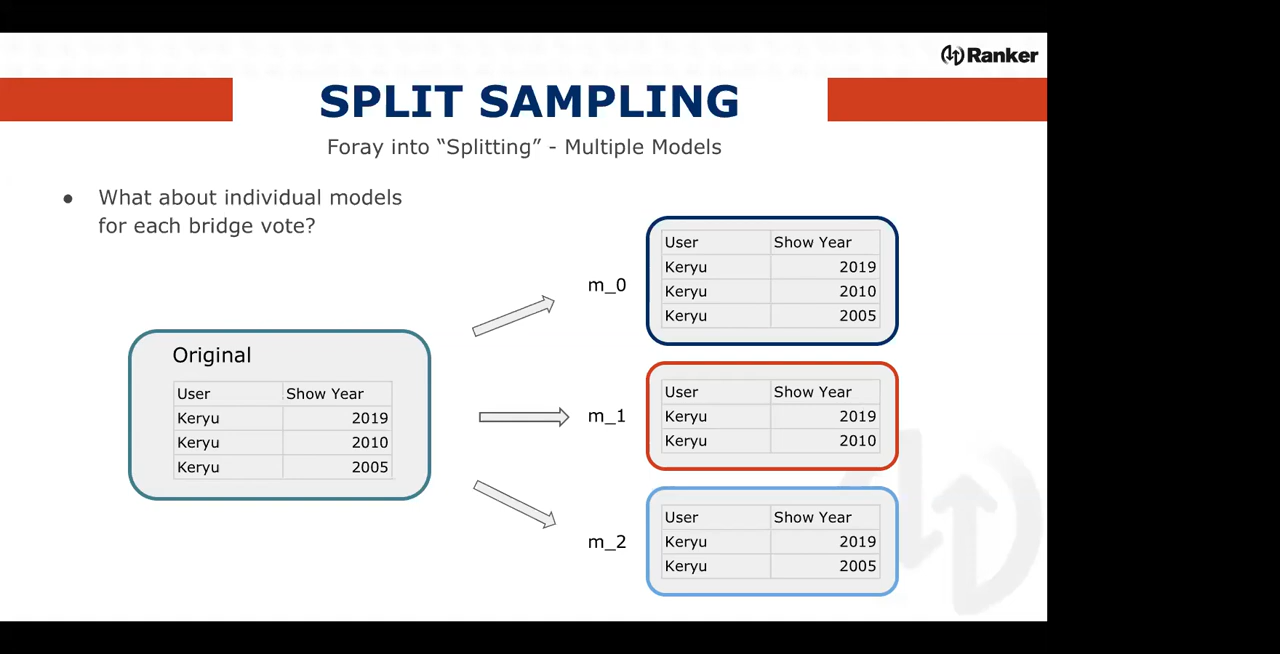 Ranker
SPLIT SAMPLING
Foray into “Splitting” - Multiple Models
● What about individual models
for each bridge vote?
Original
User Show Year
Keryu 2019
Keryu 2010
Keryu 2005
m_0
User Show Year
Keryu 2019
Keryu 2010
Keryu 2005
m_1
User Show Year
Keryu 2019
Keryu 2010
m_2
User Show Year
Keryu 2019
Keryu 2005